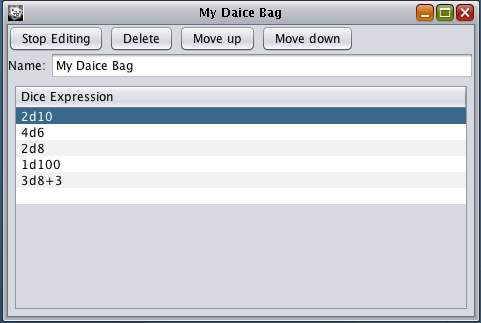 My Daice Bag
Stop Editing Delete Move up Move down
Name: My Daice Bag
Dice Expression
2d10
4d6
2d8
1d100
3d8+3